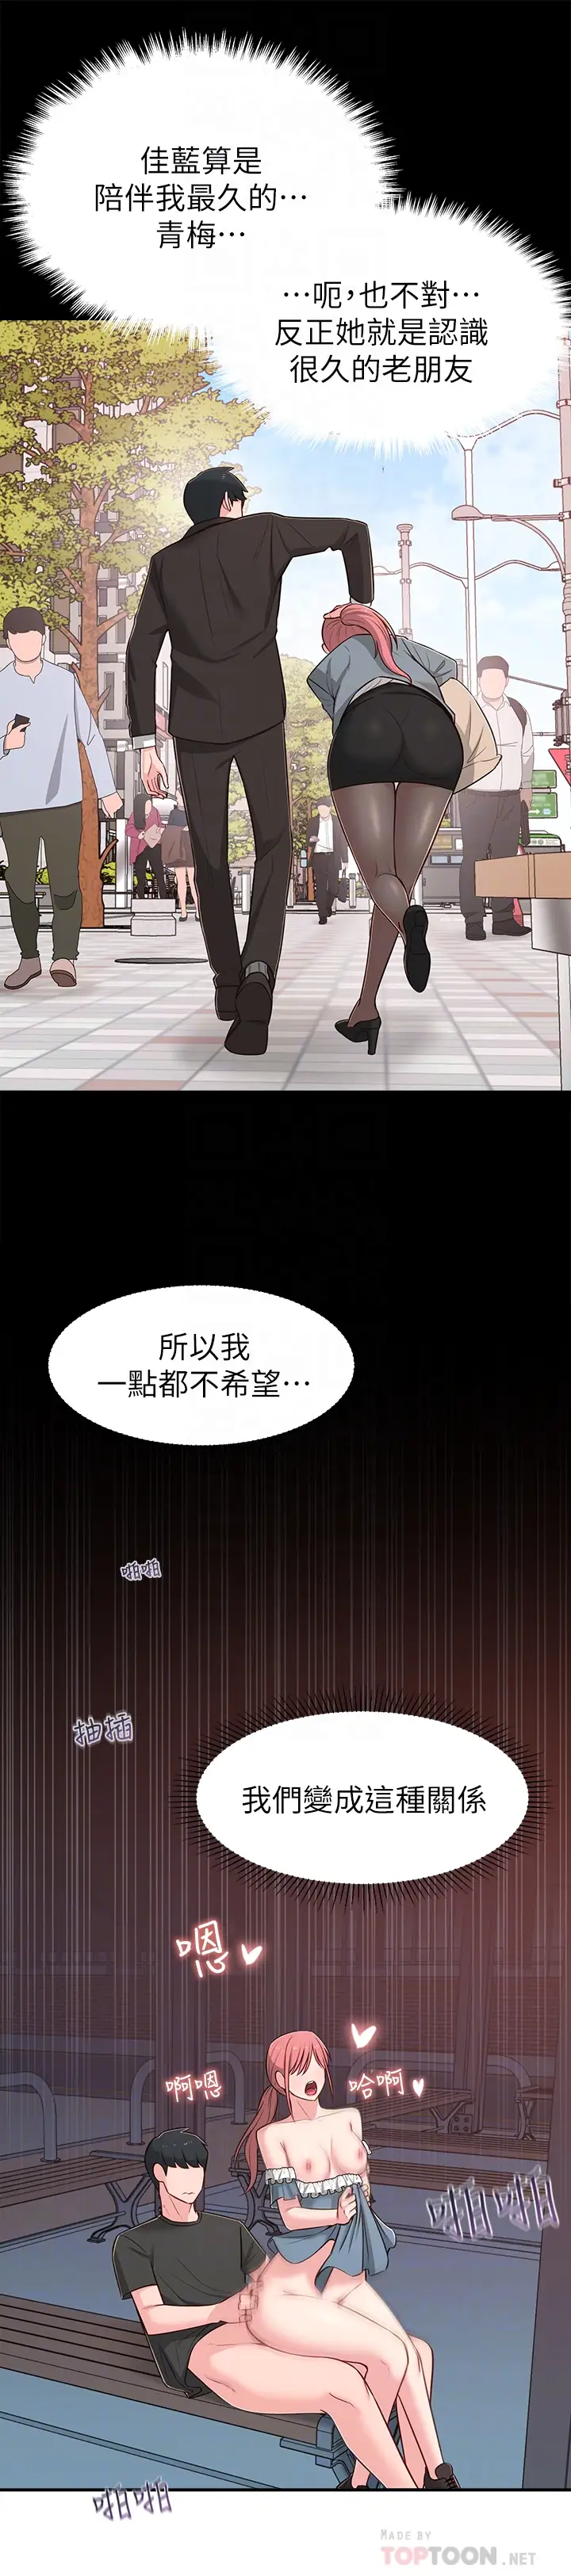 佳藍算是
陪伴我最久的…
青梅…
…呃，也不對…
反正她就是認識
很久的老朋友
所以我
一點都不希望…
啪啪
抽插
我們變成這種關係
嗯
啊嗯
哈啊
啪啪
啪啪
MADE BY
TOPTOON.NET